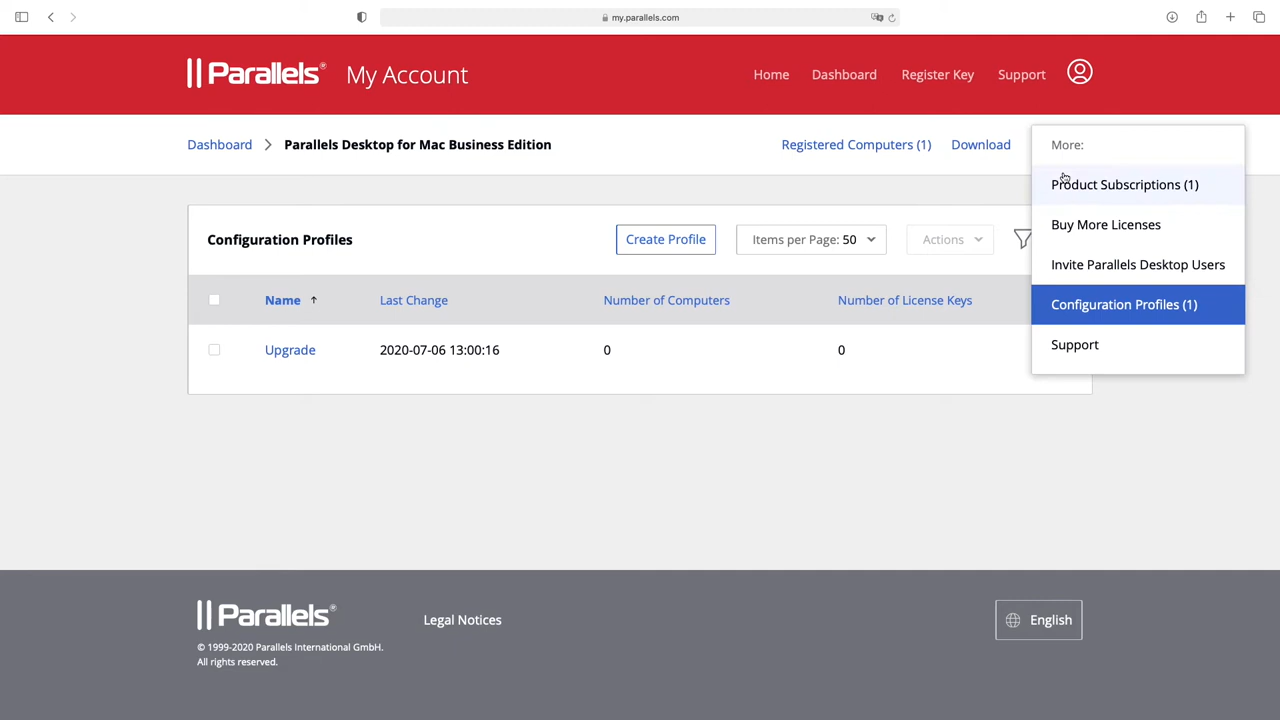 my.parallels.com
Parallels® My Account
Home Dashboard Register Key Support
Dashboard Parallels Desktop for Mac Business Edition Registered Computers (1) Download
More:
Product Subscriptions (1)
Buy More Licenses
Invite Parallels Desktop Users
Configuration Profiles (1)
Support
Configuration Profiles Create Profile Items per Page: 50 Actions
Name ↑ Last Change Number of Computers Number of License Keys
Upgrade 2020-07-06 13:00:16 0 0
Parallels® Legal Notices English
© 1999-2020 Parallels International GmbH.
All rights reserved.